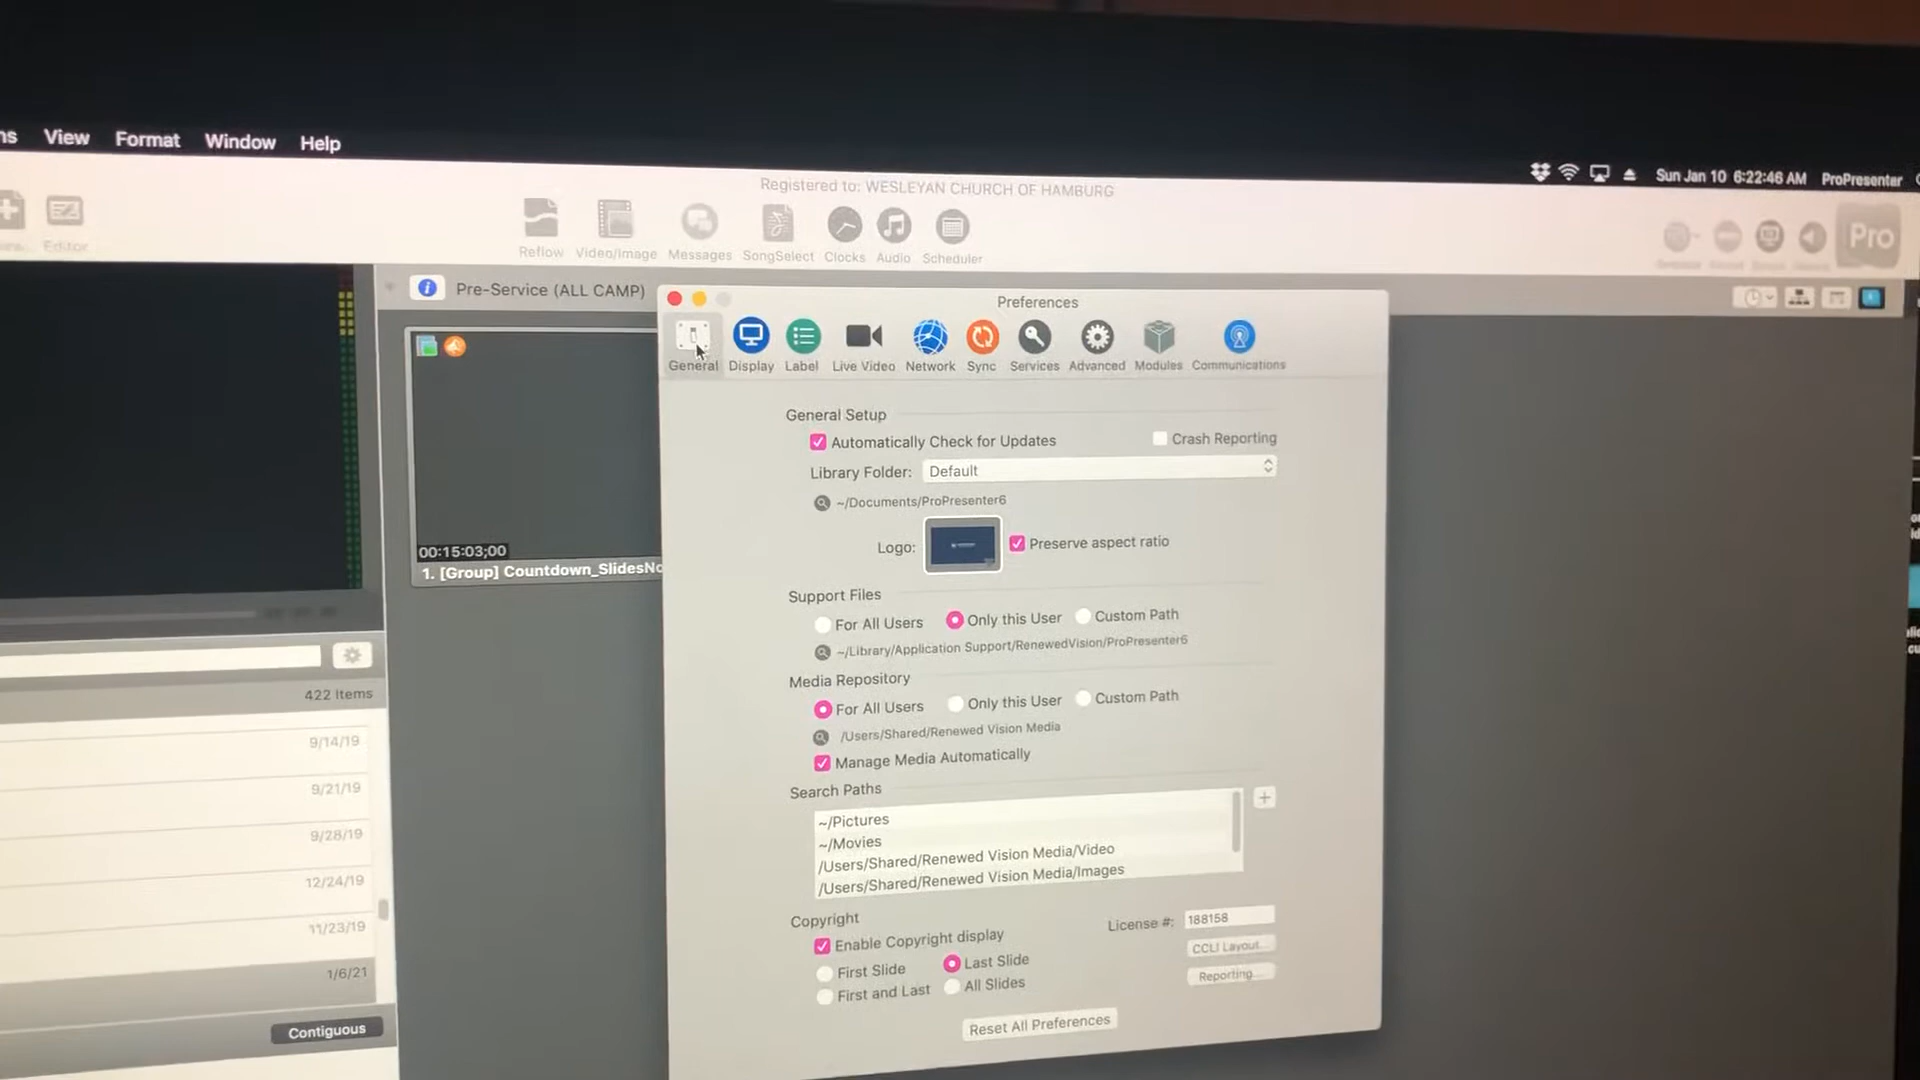 View Format Window Help
Sun Jan 10 6:22:46 AM ProPresenter
Registered to: WESLEYAN CHURCH OF HAMBURG
Editor
Reflow Video/Image Messages SongSelect Clocks Audio Scheduler
Pro
Pre-Service (ALL CAMP)
00:15:03;00
1. [Group] Countdown_SlidesNo
422 Items
9/14/19
9/21/19
9/28/19
12/24/19
11/23/19
1/6/21
Contiguous
Preferences
General Display Label Live Video Network Sync Services Advanced Modules Communications
General Setup
Automatically Check for Updates Crash Reporting
Library Folder: Default
~/Documents/ProPresenter6
Logo: Preserve aspect ratio
Support Files
For All Users Only this User Custom Path
~/Library/Application Support/RenewedVision/ProPresenter6
Media Repository
For All Users Only this User Custom Path
/Users/Shared/Renewed Vision Media
Manage Media Automatically
Search Paths
~/Pictures
~/Movies
/Users/Shared/Renewed Vision Media/Video
/Users/Shared/Renewed Vision Media/Images
Copyright
Enable Copyright display
License #: 188158
First Slide Last Slide
CCLI Layout...
First and Last All Slides
Reporting...
Reset All Preferences